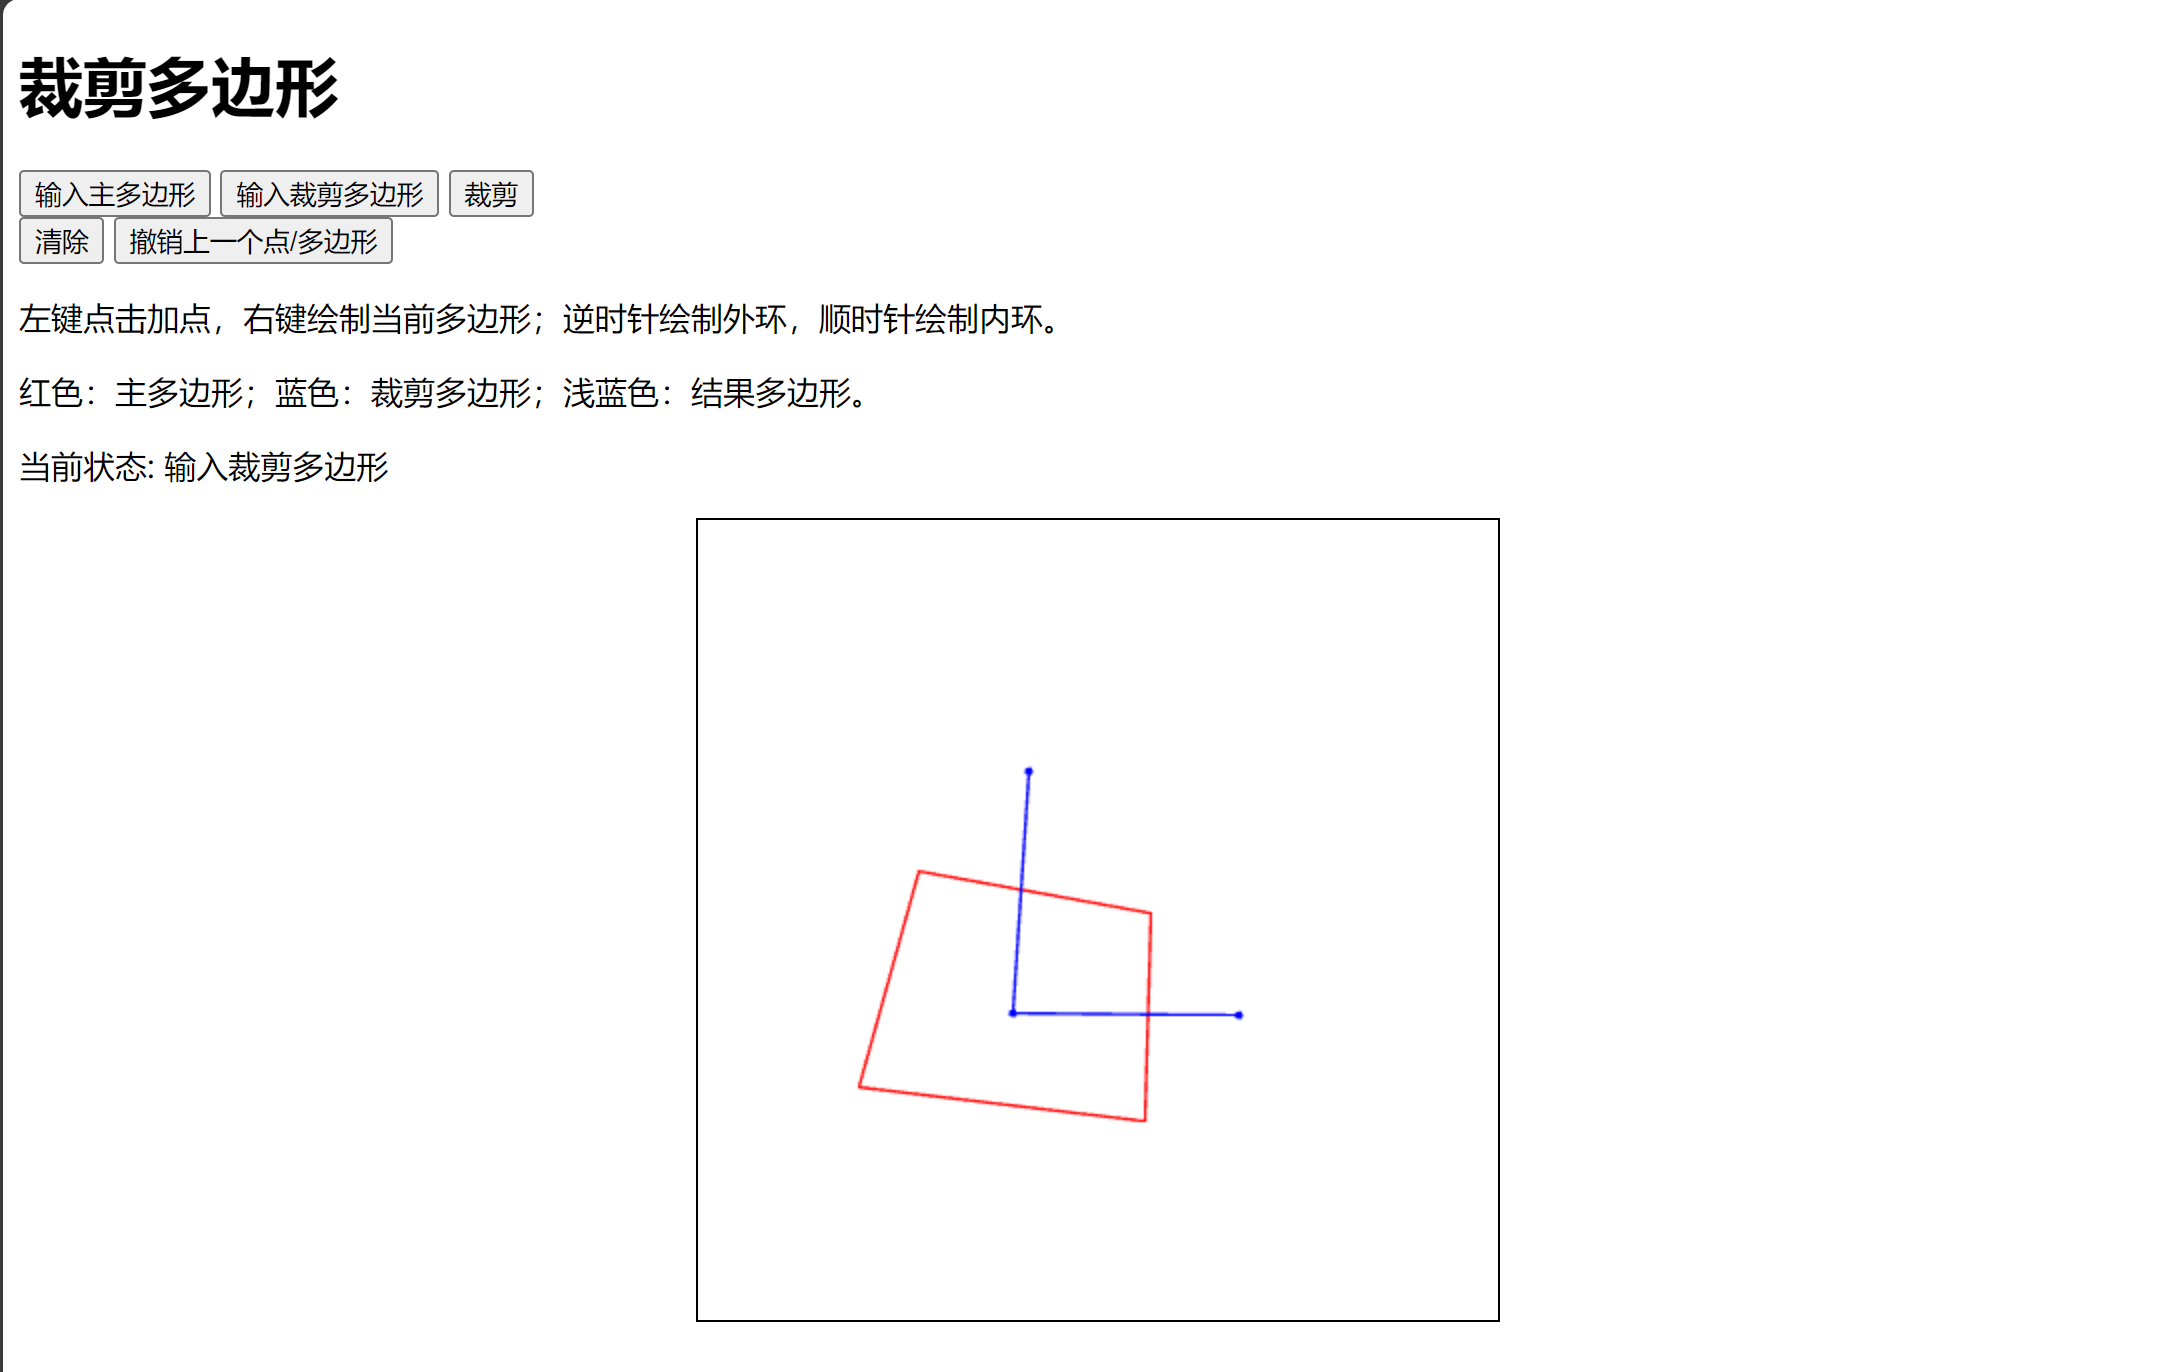 裁剪多边形
输入主多边形 输入裁剪多边形 裁剪
清除 撤销上一个点/多边形
左键点击加点，右键绘制当前多边形；逆时针绘制外环，顺时针绘制内环。
红色：主多边形；蓝色：裁剪多边形；浅蓝色：结果多边形。
当前状态: 输入裁剪多边形